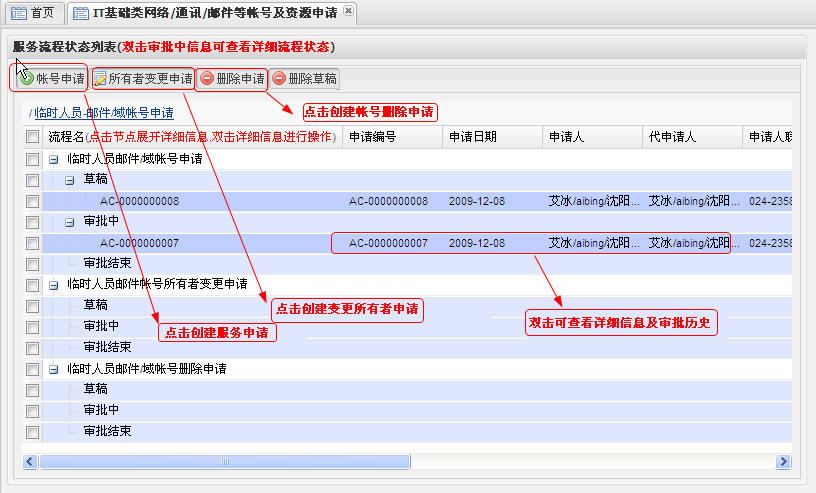 首页 IT基础类网络/通讯/邮件等帐号及资源申请
服务流程状态列表(双击审批中信息可查看详细流程状态)
帐号申请 所有者变更申请 删除申请 删除草稿
点击创建帐号删除申请
/临时人员-邮件/域帐号申请
流程名(点击节点展开详细信息,双击详细信息进行操作) 申请编号 申请日期 申请人 代申请人 申请人联
临时人员邮件/域帐号申请
草稿
AC-0000000008 AC-0000000008 2009-12-08 艾冰/aibing/沈阳... 艾冰/aibing/沈阳... 024-2358
审批中
AC-0000000007 AC-0000000007 2009-12-08 艾冰/aibing/沈阳... 艾冰/aibing/沈阳... 024-2358
审批结束
临时人员邮件帐号所有者变更申请
草稿
点击创建变更所有者申请
审批中
点击创建服务申请
双击可查看详细信息及审批历史
审批结束
临时人员邮件/域帐号删除申请
草稿
审批中
审批结束